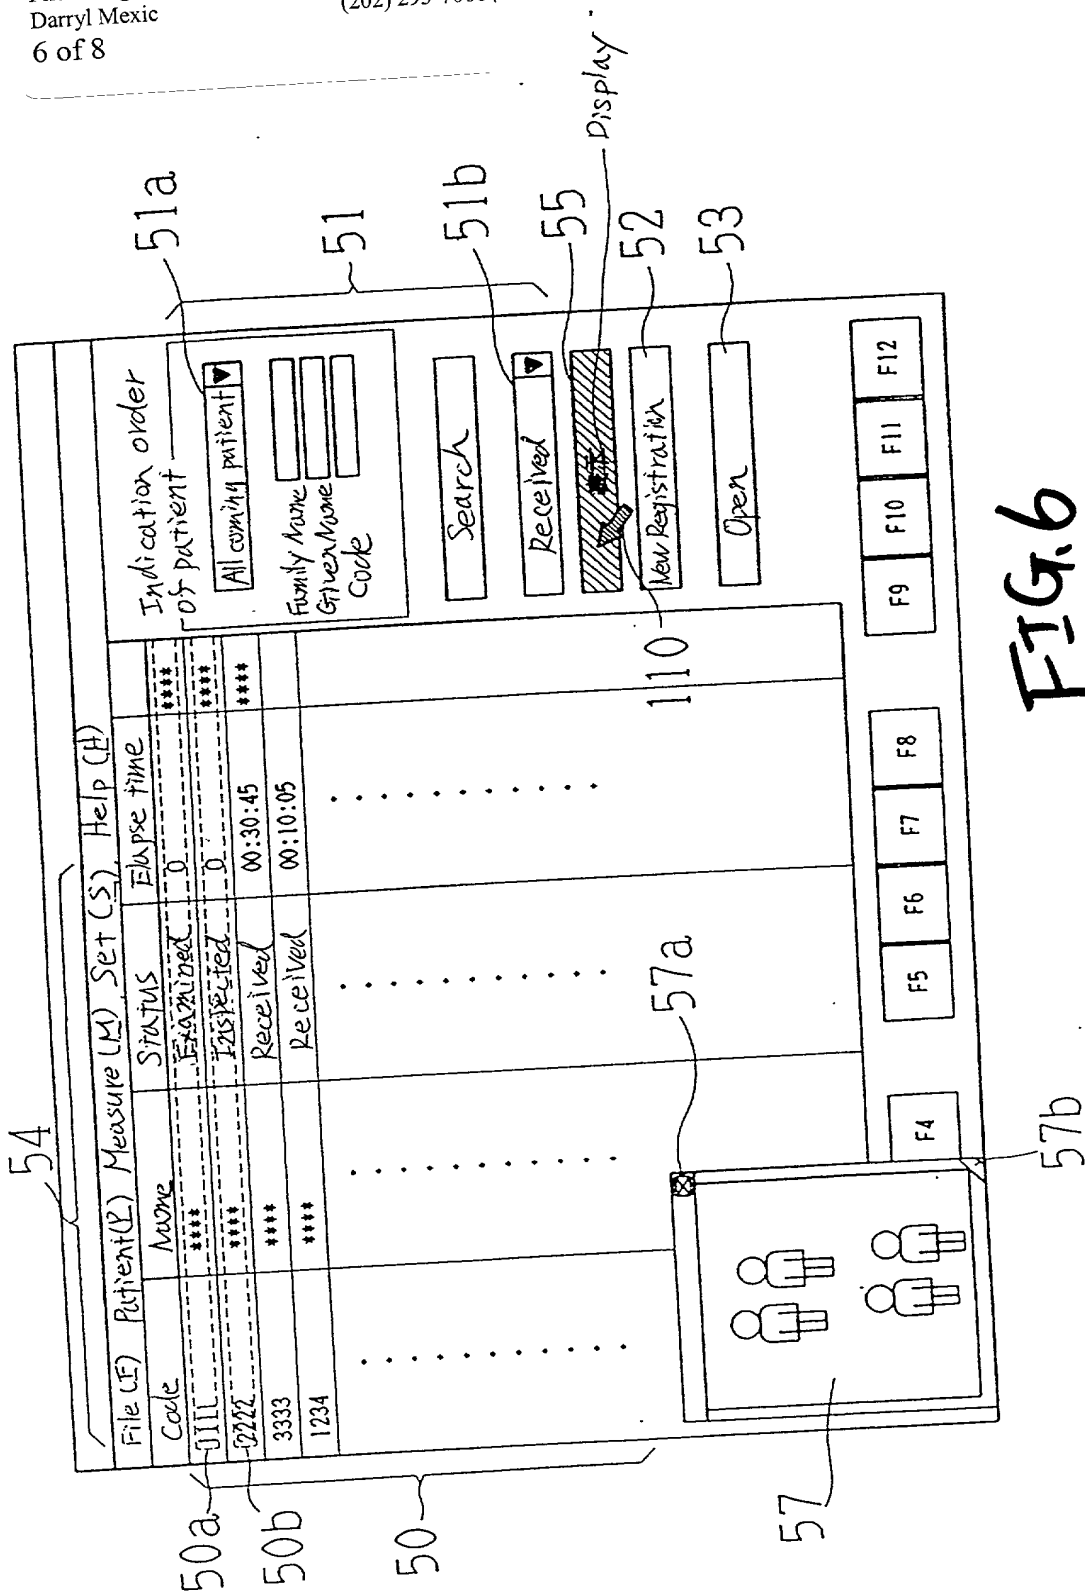 Darryl Mexic
6 of 8
54
File (F) Patient(P) Measure (M) Set (S) Help (H)
Code Name Status Elapse time
1111 **** Examined 0 ****
2222 **** Inspected 0 ****
3333 **** Received 00:30:45 ****
1234 **** Received 00:10:05
50a
50b
50
Indication order
of patient
All coming patient ▼
Family Name
Given Name
Code
Search
Received ▼
New Registration
Open
51a
51
51b
55
Display
52
53
110
57a
57
57b
F4 F5 F6 F7 F8 F9 F10 F11 F12
FIG.6